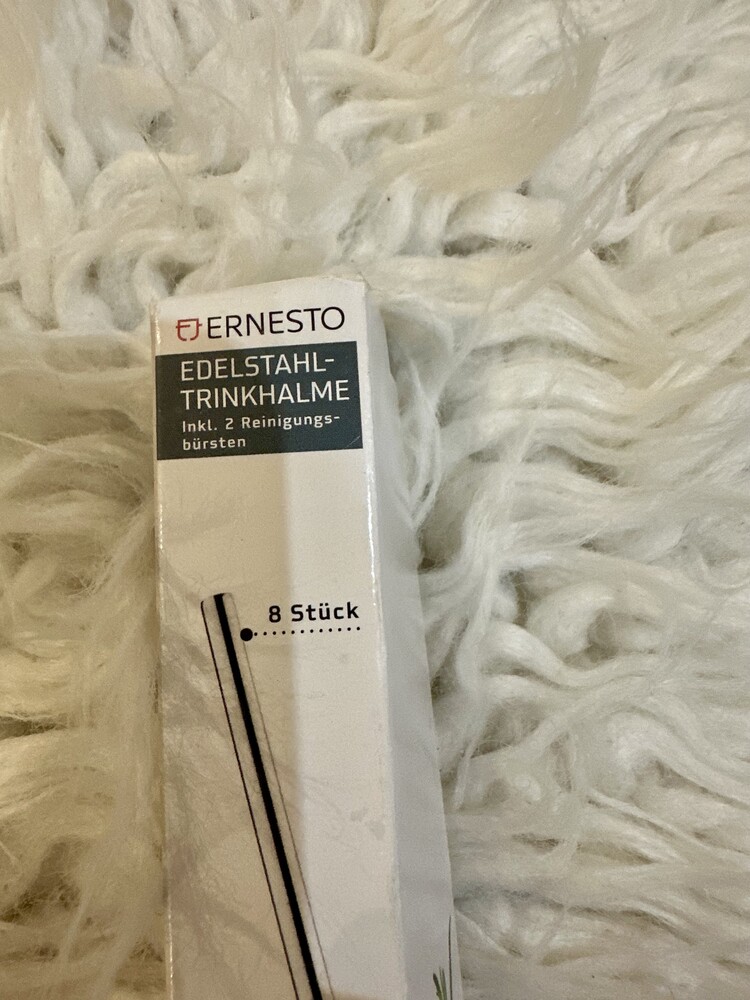 ERNESTO
EDELSTAHL-
TRINKHALME
Inkl. 2 Reinigungs-
bürsten
8 Stück